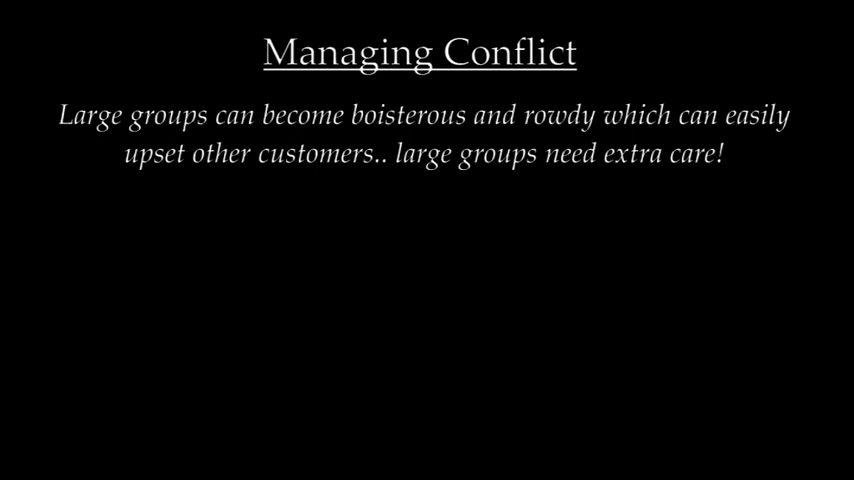 Managing Conflict
Large groups can become boisterous and rowdy which can easily
upset other customers.. large groups need extra care!